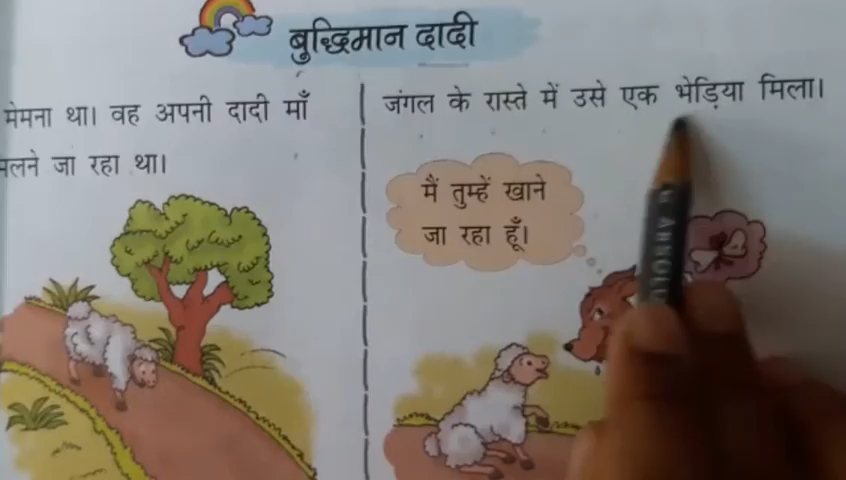 बुद्धिमान दादी
मेमना था। वह अपनी दादी माँ
जा रहा था।
जंगल के रास्ते में उसे एक भेड़िया मिला।
मैं तुम्हें खाने
जा रहा हूँ।